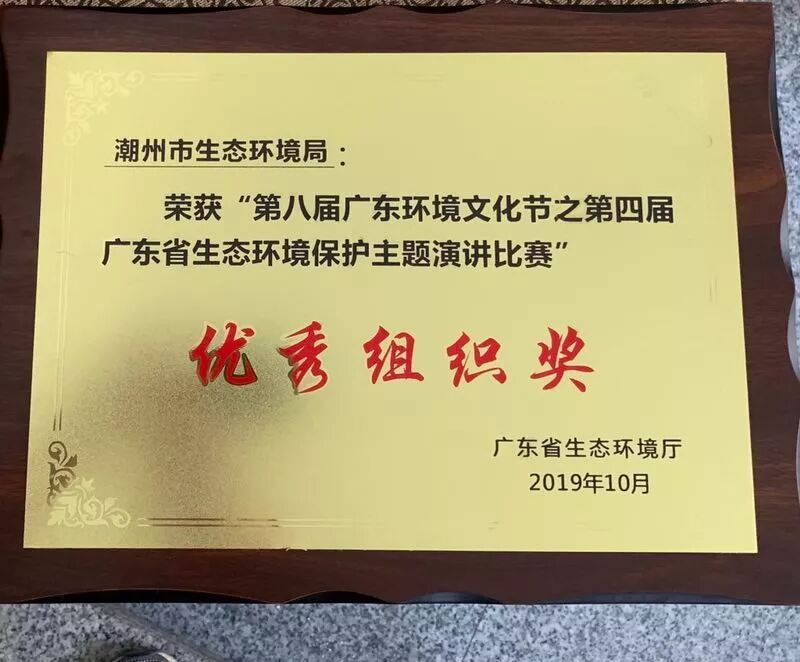 潮州市生态环境局：
荣获“第八届广东环境文化节之第四届
广东省生态环境保护主题演讲比赛”
优秀组织奖
广东省生态环境厅
2019年10月